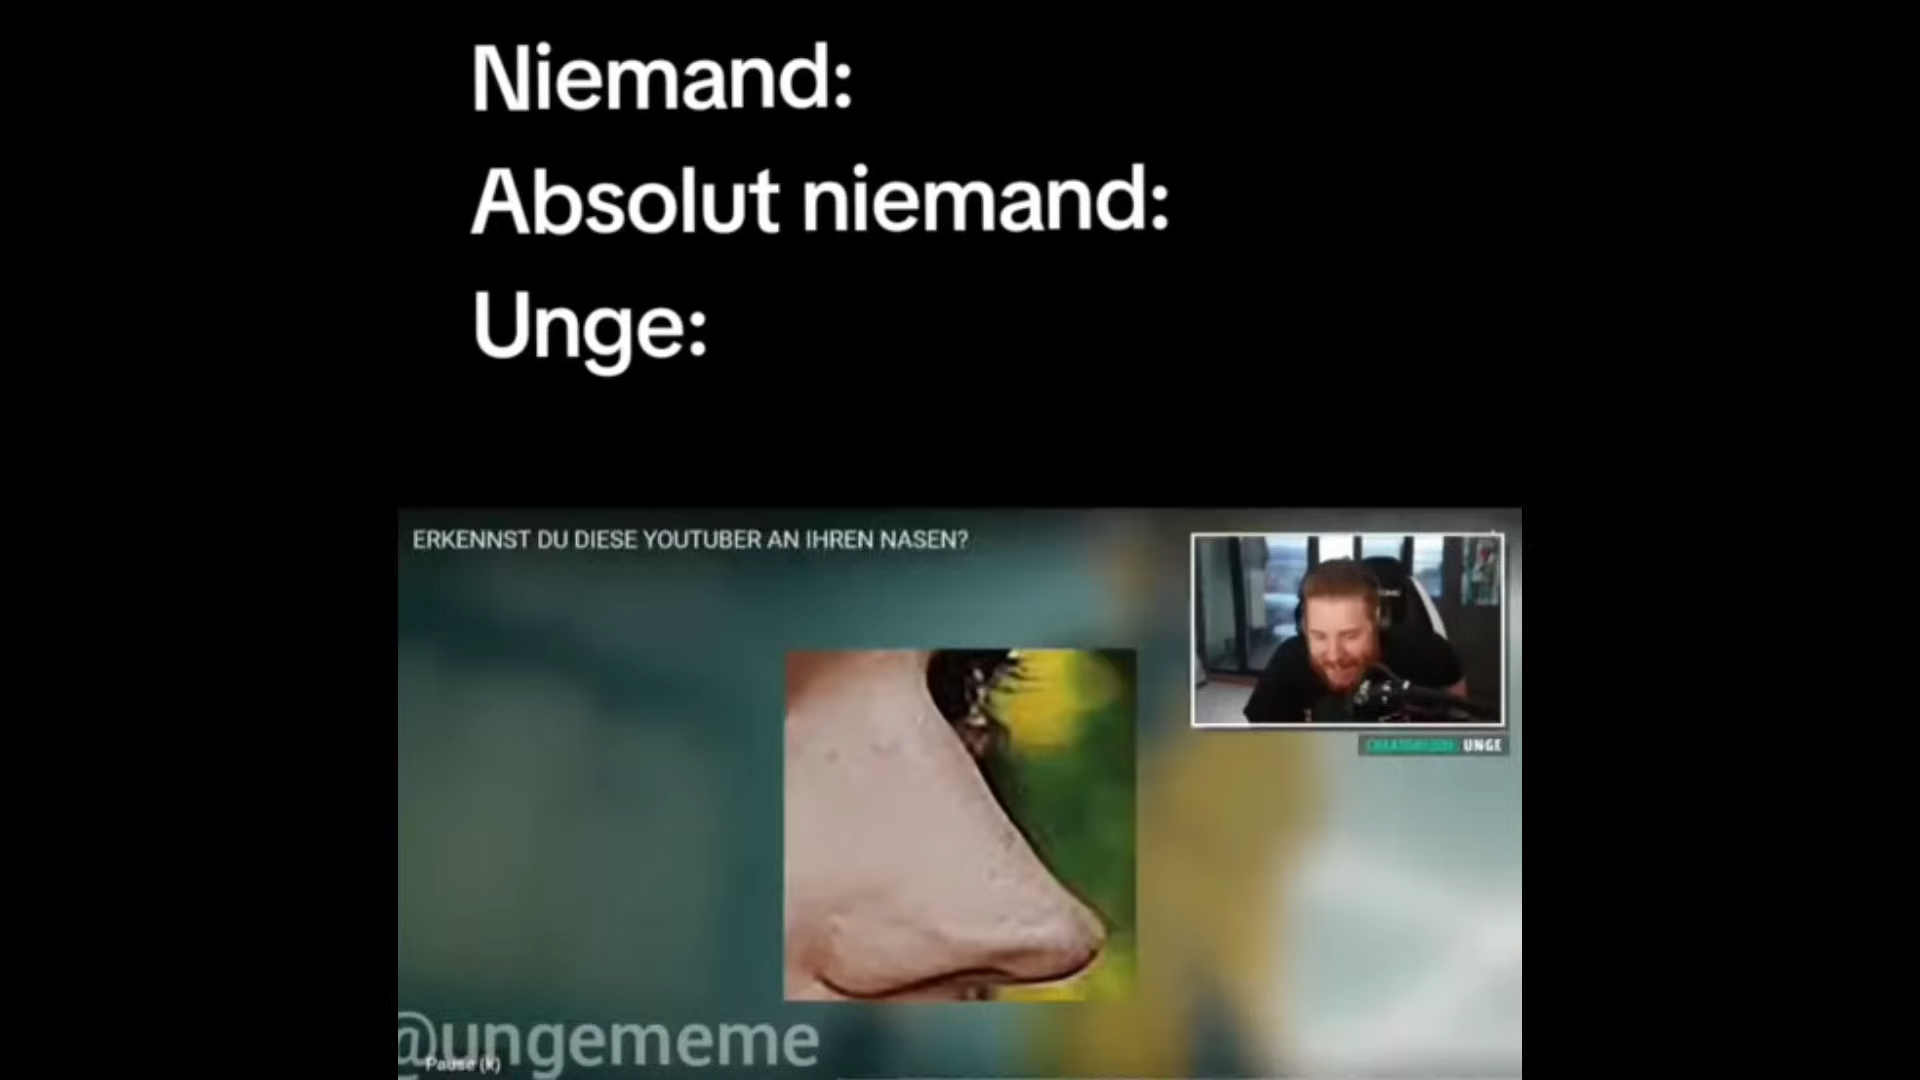 Niemand:
Absolut niemand:
Unge:
ERKENNST DU DIESE YOUTUBER AN IHREN NASEN?
UNGE
@ungememe
Pause (k)